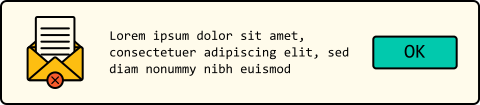 Lorem ipsum dolor sit amet,
consectetuer adipiscing elit, sed
diam nonummy nibh euismod
OK